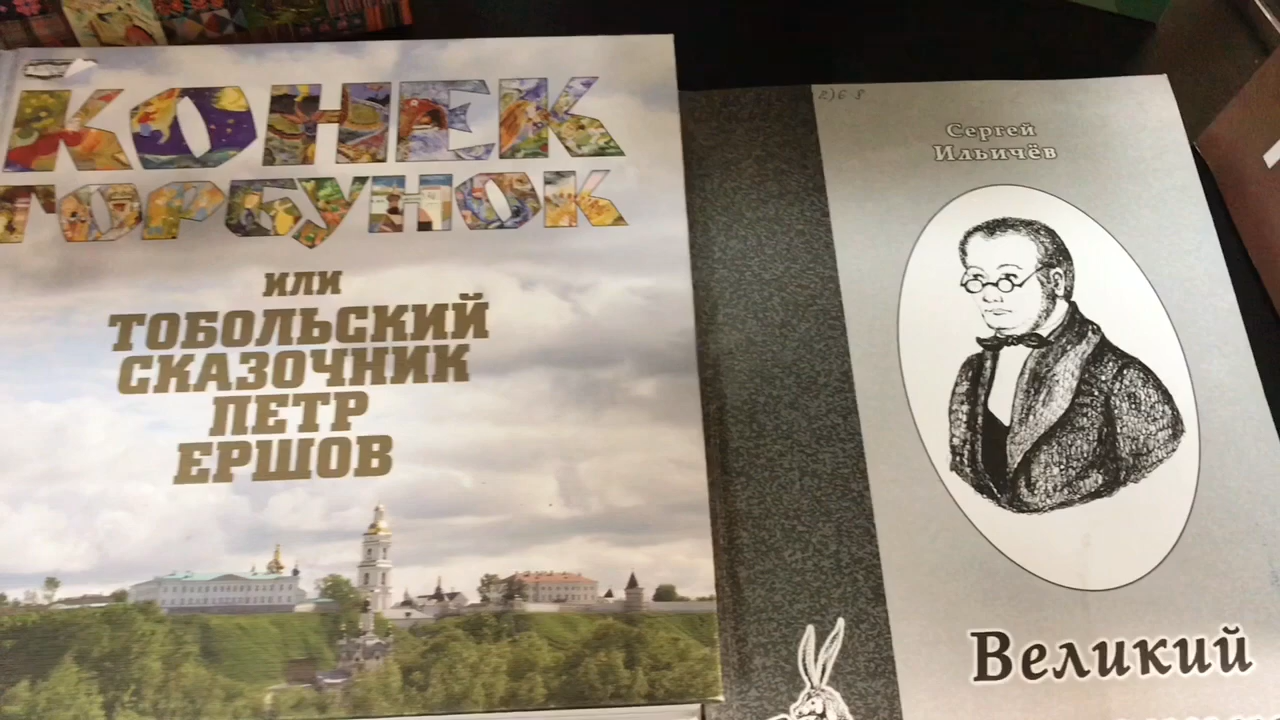 КОНЕК
ГОРБУНОК
или
ТОБОЛЬСКИЙ
СКАЗОЧНИК
ПЕТР
ЕРШОВ
Сергей
Ильичёв
Великий